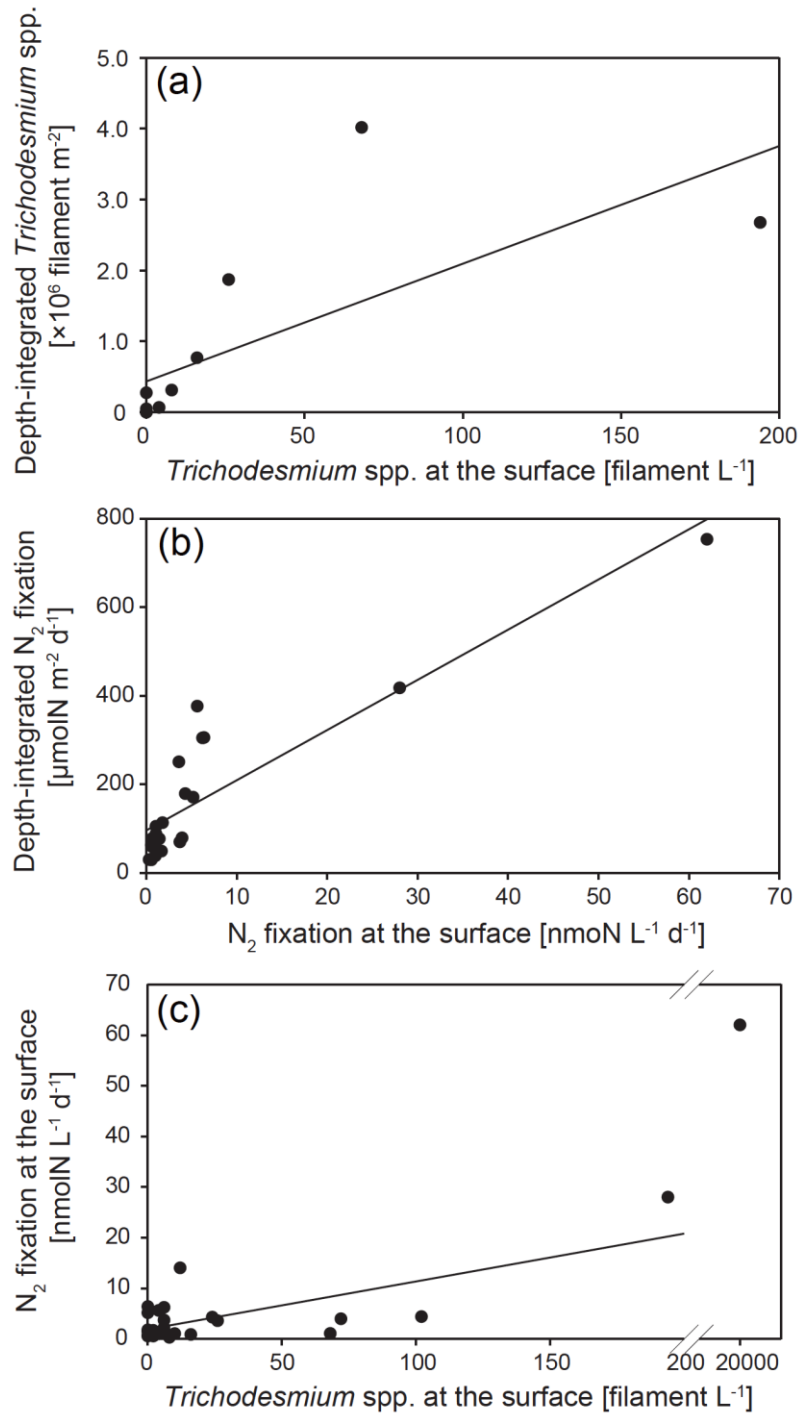 (a)
Depth-integrated Trichodesmium spp.
[×10⁶ filament m⁻²]
5.0
4.0
3.0
2.0
1.0
0
0 50 100 150 200
Trichodesmium spp. at the surface [filament L⁻¹]
(b)
Depth-integrated N₂ fixation
[µmolN m⁻² d⁻¹]
800
600
400
200
0
0 10 20 30 40 50 60 70
N₂ fixation at the surface [nmoN L⁻¹ d⁻¹]
(c)
N₂ fixation at the surface
[nmolN L⁻¹ d⁻¹]
70
60
50
40
30
20
10
0
0 50 100 150 200 20000
Trichodesmium spp. at the surface [filament L⁻¹]